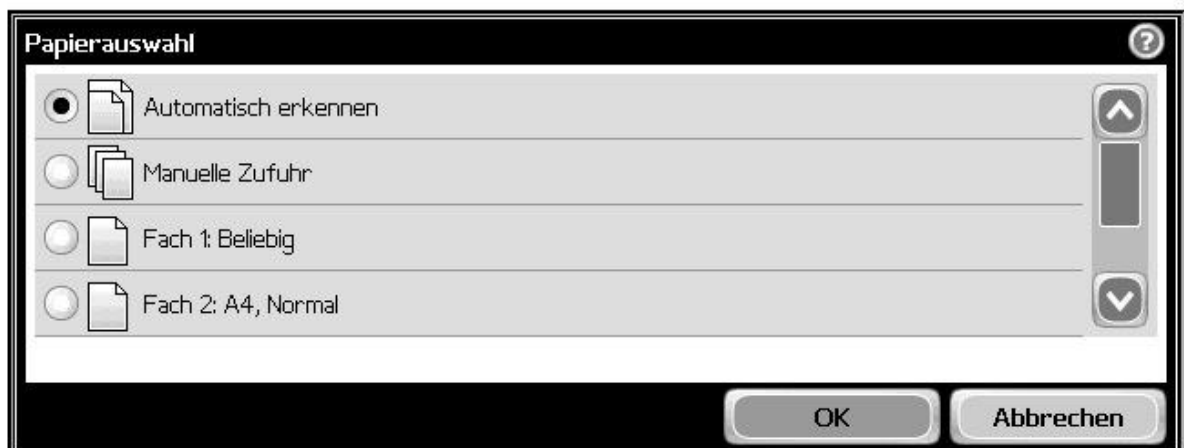 Papierauswahl
?
Automatisch erkennen
Manuelle Zufuhr
Fach 1: Beliebig
Fach 2: A4, Normal
OK Abbrechen